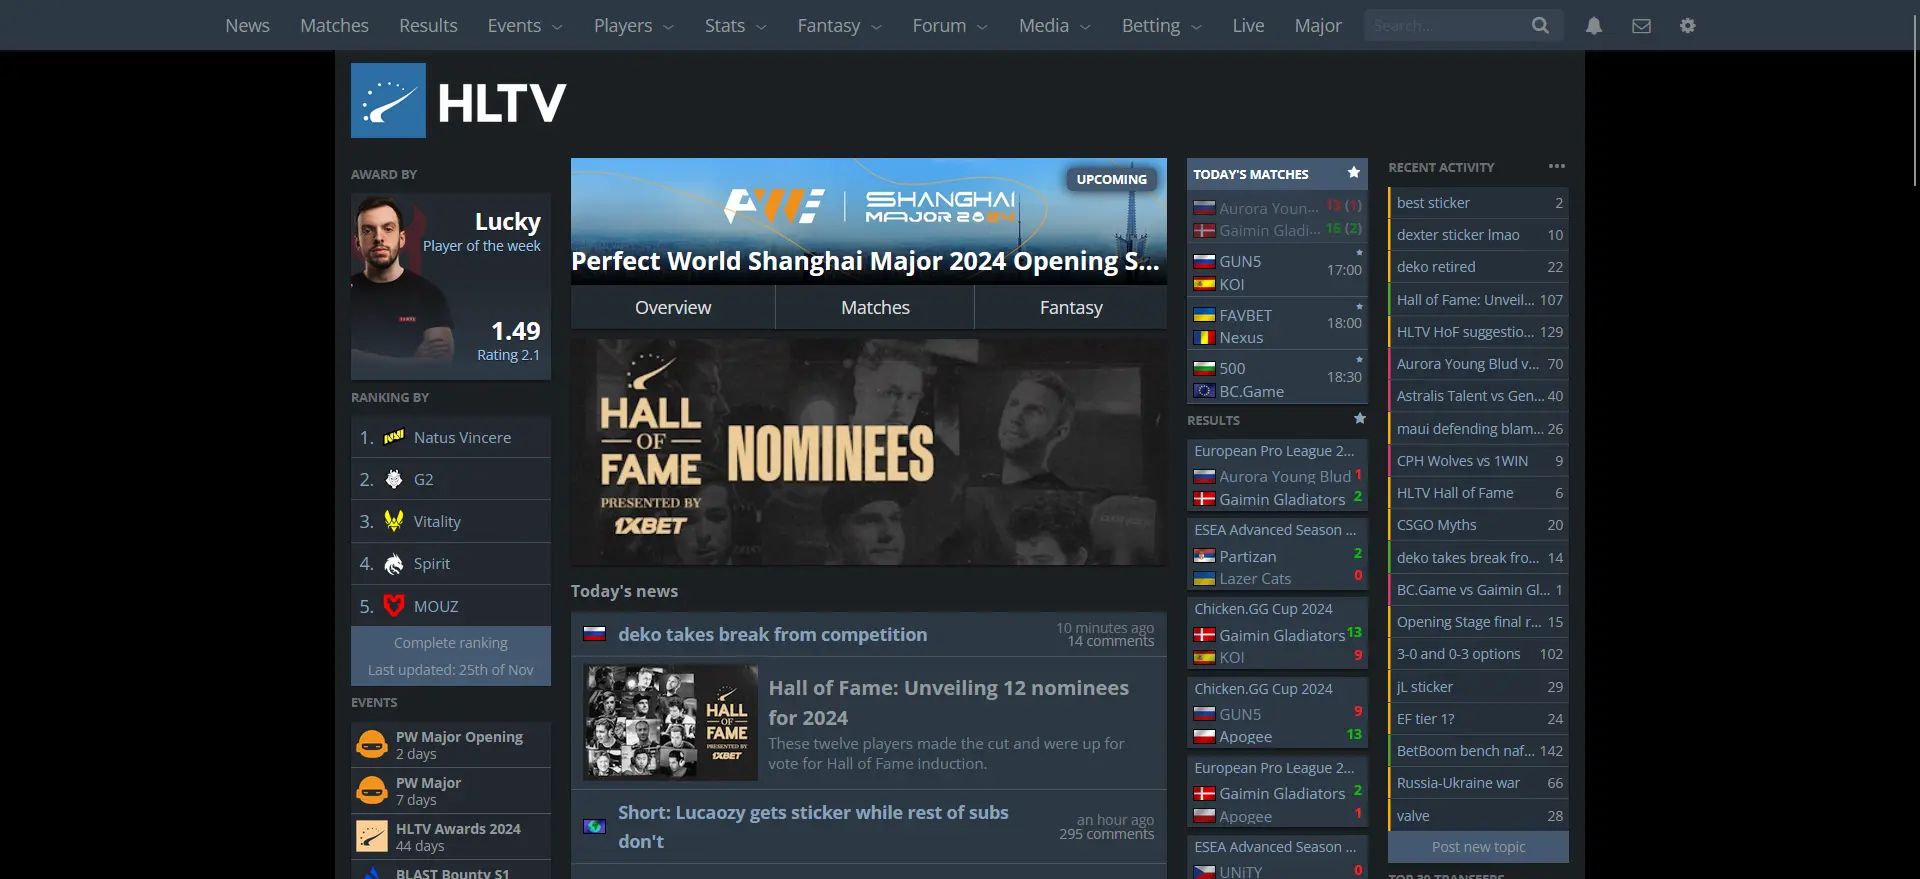 News Matches Results Events Players Stats Fantasy Forum Media Betting Live Major Search...
HLTV
AWARD BY
Lucky
Player of the week
1.49
Rating 2.1
RANKING BY
1. Natus Vincere
2. G2
3. Vitality
4. Spirit
5. MOUZ
Complete ranking
Last updated: 25th of Nov
EVENTS
PW Major Opening
2 days
PW Major
7 days
HLTV Awards 2024
44 days
BLAST Bounty S1
UPCOMING
SHANGHAI
MAJOR 2024
Perfect World Shanghai Major 2024 Opening S...
Overview Matches Fantasy
HALL
OF
FAME
NOMINEES
PRESENTED BY
1XBET
Today's news
deko takes break from competition
10 minutes ago
14 comments
HALL
OF
FAME
PRESENTED BY
1XBET
Hall of Fame: Unveiling 12 nominees
for 2024
These twelve players made the cut and were up for
vote for Hall of Fame induction.
Short: Lucaozy gets sticker while rest of subs
don't
an hour ago
295 comments
TODAY'S MATCHES
Aurora Youn... 13 (1)
Gaimin Gladi... 16 (2)
GUN5
KOI
17:00
FAVBET
Nexus
18:00
500
BC.Game
18:30
RESULTS
European Pro League 2...
Aurora Young Blud 1
Gaimin Gladiators 2
ESEA Advanced Season ...
Partizan 2
Lazer Cats 0
Chicken.GG Cup 2024
Gaimin Gladiators 13
KOI 9
Chicken.GG Cup 2024
GUN5 9
Apogee 13
European Pro League 2...
Gaimin Gladiators 2
Apogee 1
ESEA Advanced Season ...
UNiTY 0
RECENT ACTIVITY
best sticker 2
dexter sticker lmao 10
deko retired 22
Hall of Fame: Unveil... 107
HLTV HoF suggestio... 129
Aurora Young Blud v... 70
Astralis Talent vs Gen... 40
maui defending blam... 26
CPH Wolves vs 1WIN 9
HLTV Hall of Fame 6
CSGO Myths 20
deko takes break fro... 14
BC.Game vs Gaimin Gl... 1
Opening Stage final r... 15
3-0 and 0-3 options 102
jL sticker 29
EF tier 1? 24
BetBoom bench naf... 142
Russia-Ukraine war 66
valve 28
Post new topic
TOP 30 TRANSFERS